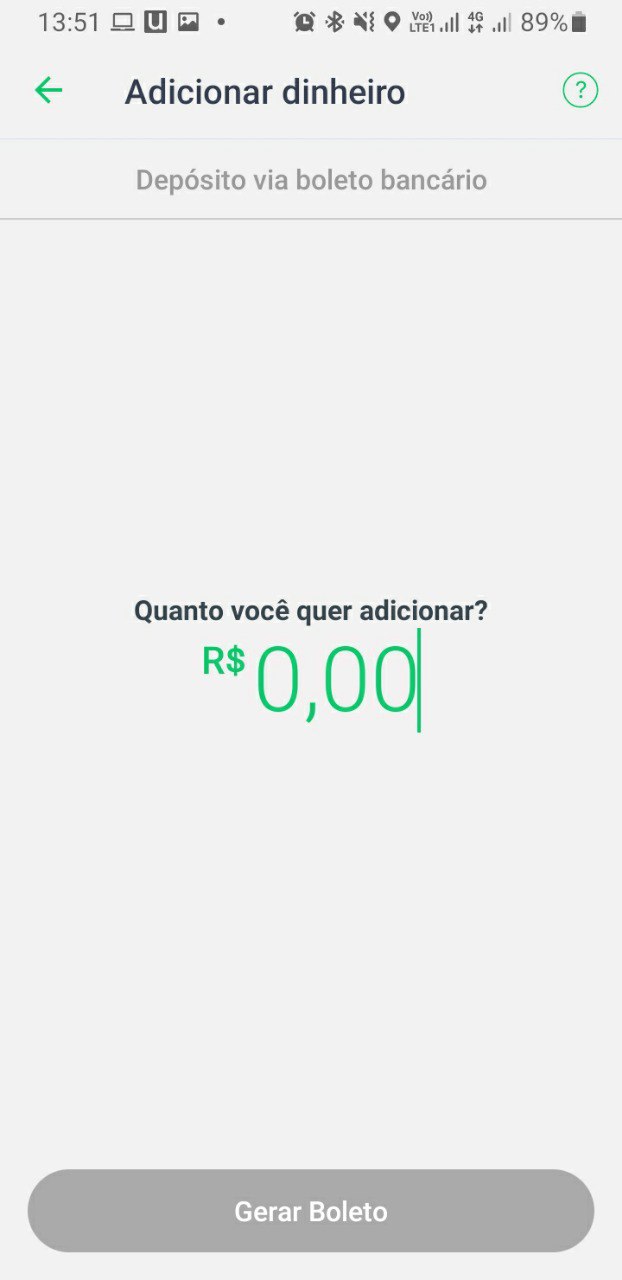 13:51 U 89%
Vo) LTE1 4G
Adicionar dinheiro
?
Depósito via boleto bancário
Quanto você quer adicionar?
R$ 0,00
Gerar Boleto